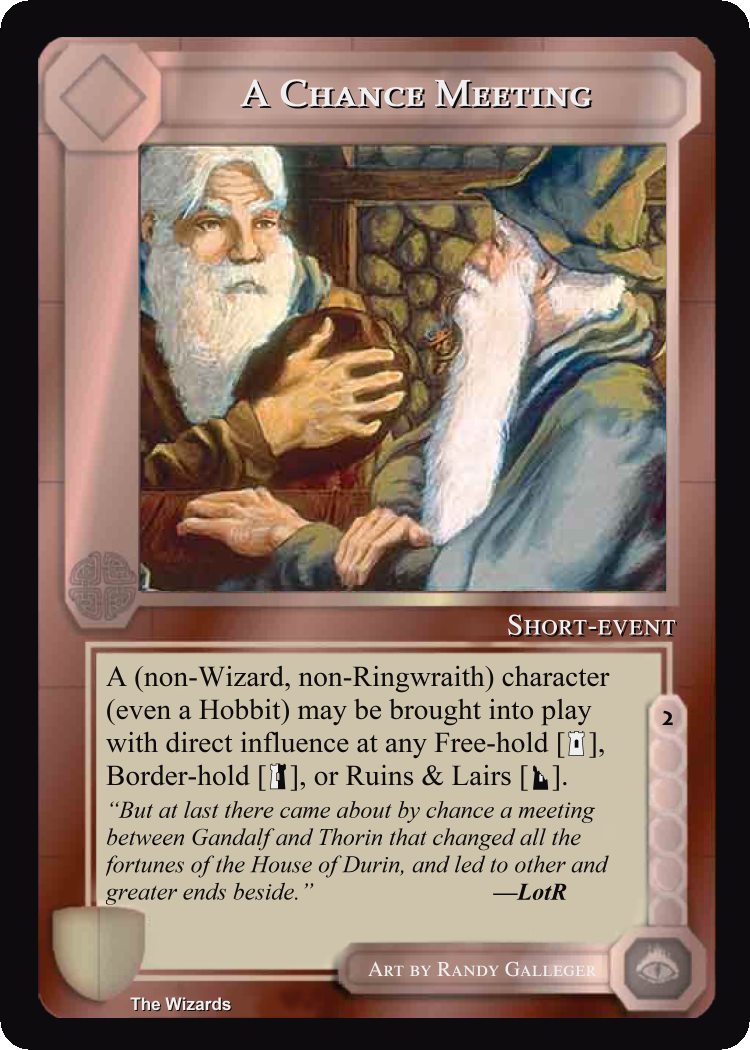 A Chance Meeting
Short-event
A (non-Wizard, non-Ringwraith) character
(even a Hobbit) may be brought into play
with direct influence at any Free-hold [],
Border-hold [], or Ruins & Lairs [].
2
“But at last there came about by chance a meeting
between Gandalf and Thorin that changed all the
fortunes of the House of Durin, and led to other and
greater ends beside.” —LotR
Art by Randy Galleger
The Wizards